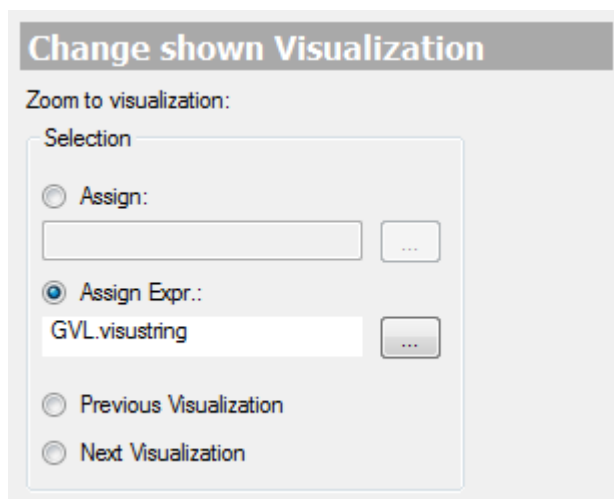 Change shown Visualization
Zoom to visualization:
Selection
Assign:
...
Assign Expr.:
GVL.visustring
...
Previous Visualization
Next Visualization